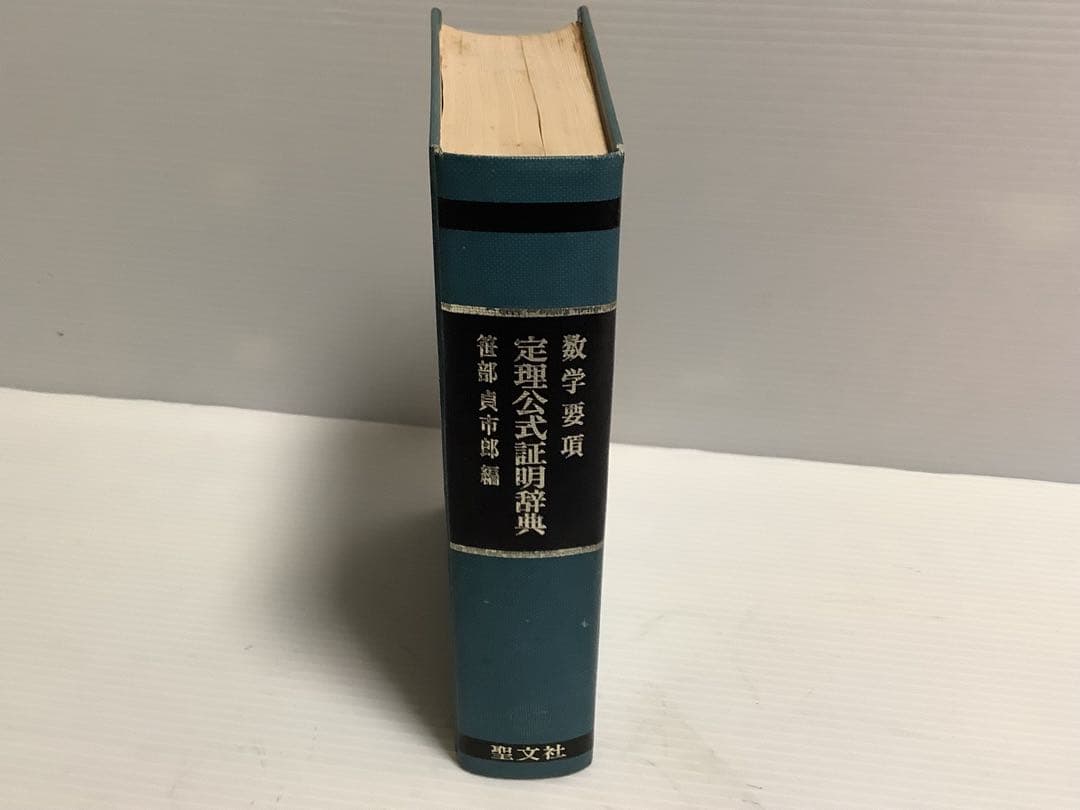 数学要項
定理公式証明辞典
笹部貞市郎編
聖文社